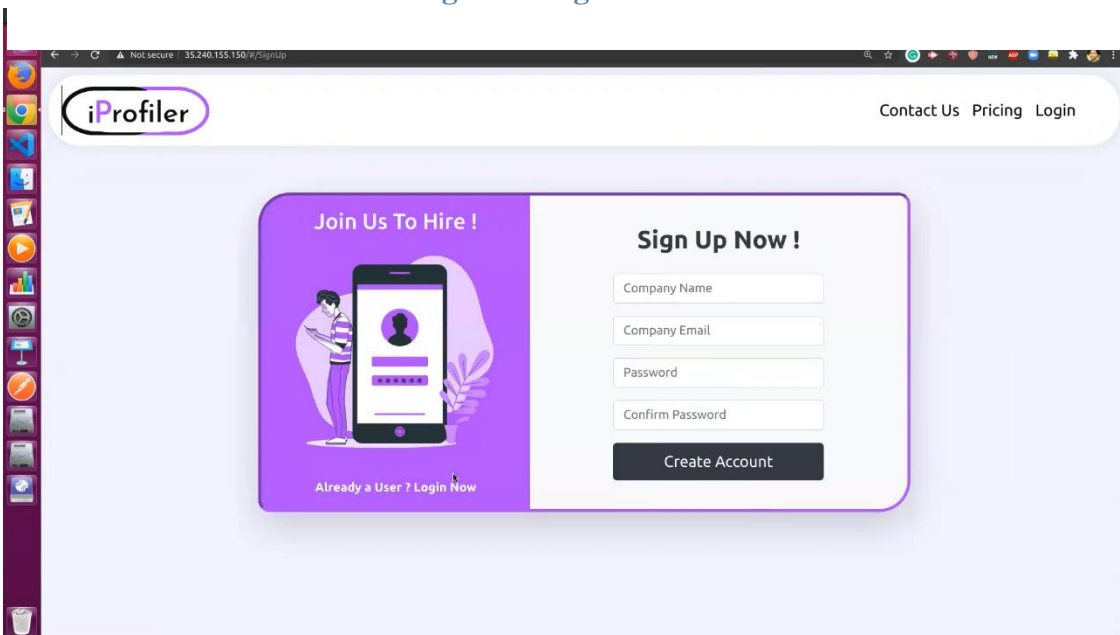 Not secure 35.240.155.150/#/SignUp
iProfiler
Contact Us Pricing Login
Join Us To Hire !
Already a User ? Login Now
Sign Up Now !
Company Name
Company Email
Password
Confirm Password
Create Account